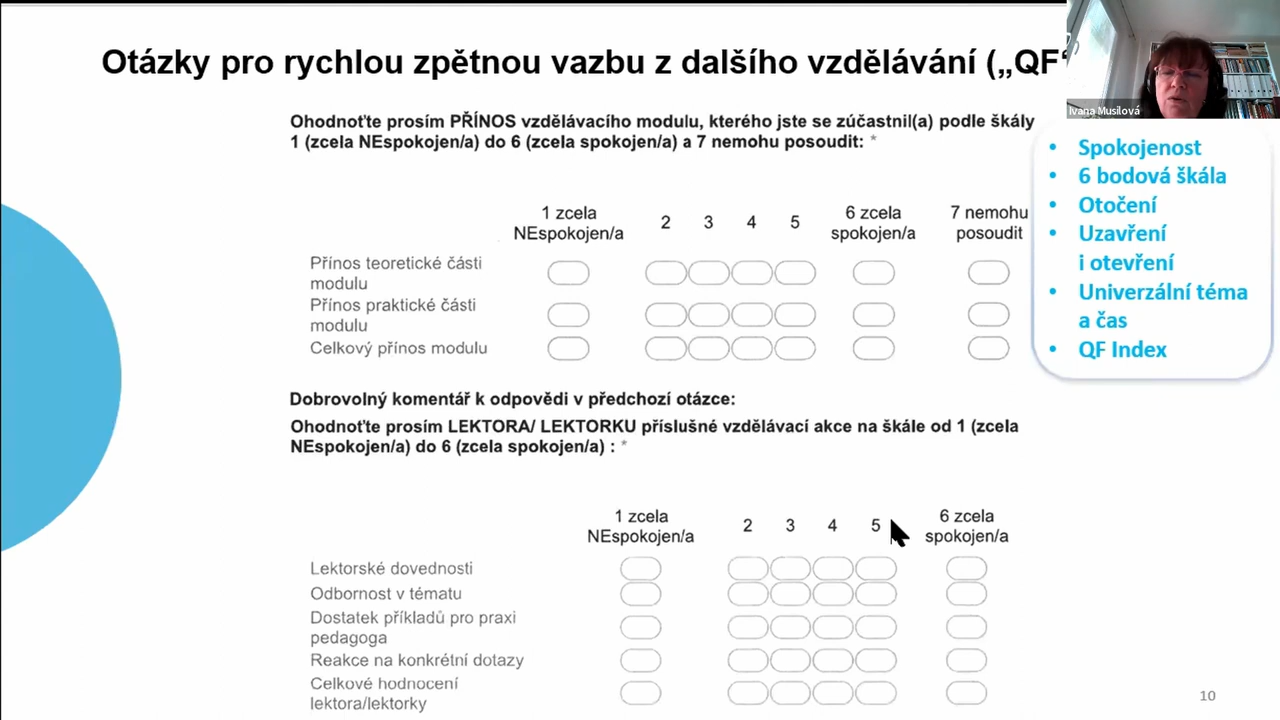 Otázky pro rychlou zpětnou vazbu z dalšího vzdělávání („QF“
Ivana Musilová
Ohodnoťte prosím PŘÍNOS vzdělávacího modulu, kterého jste se zúčastnil(a) podle škály
1 (zcela NEspokojen/a) do 6 (zcela spokojen/a) a 7 nemohu posoudit: *
1 zcela
NEspokojen/a
2
3
4
5
6 zcela
spokojen/a
7 nemohu
posoudit
Přínos teoretické části
modulu
Přínos praktické části
modulu
Celkový přínos modulu
• Spokojenost
• 6 bodová škála
• Otočení
• Uzavření
i otevření
• Univerzální téma
a čas
• QF Index
Dobrovolný komentář k odpovědi v předchozí otázce:
Ohodnoťte prosím LEKTORA/ LEKTORKU příslušné vzdělávací akce na škále od 1 (zcela
NEspokojen/a) do 6 (zcela spokojen/a) : *
1 zcela
NEspokojen/a
2
3
4
5
6 zcela
spokojen/a
Lektorské dovednosti
Odbornost v tématu
Dostatek příkladů pro praxi
pedagoga
Reakce na konkrétní dotazy
Celkové hodnocení
lektora/lektorky
10